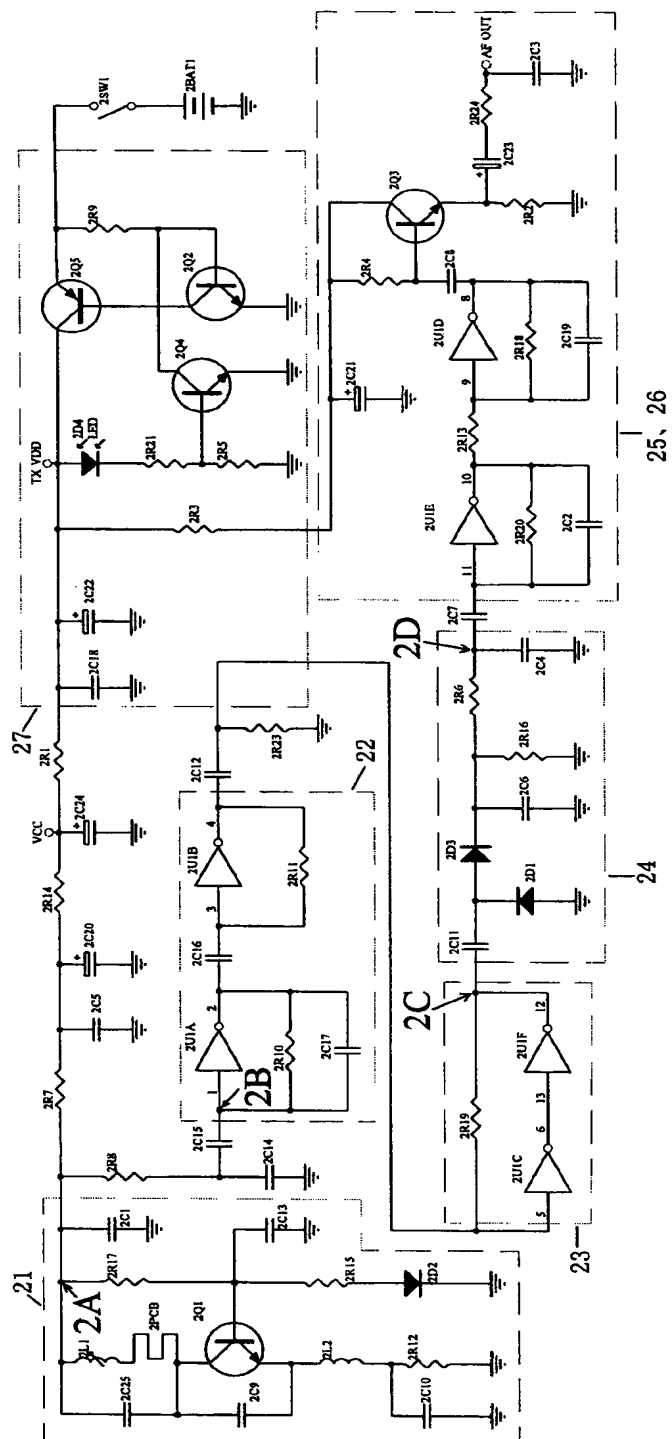 21
2A
2L1
2PCB
2C25
2C9
2Q1
2R17
2C1
2C13
2R15
2D2
2L2
2C10
2R12
2R7
2C5
2C20
2R14
VCC
2C24
2R1
27
2C18
2C22
TX VDD
2D4
LED
2R21
2R5
2R3
2Q4
2Q2
2Q5
2R9
2SW1
2BAT1
2R8
2C15
2C14
2B
1
2U1A
2
2R10
2C17
2C16
3
2U1B
4
2R11
22
2C12
2R23
2R19
5
2U1C
6
13
2U1F
12
23
2C
2C11
2D1
2D3
2C6
2R16
2R6
2C4
24
2D
2C7
11
2U1E
10
2R20
2C2
2R13
9
2U1D
8
2R18
2C19
2C8
2C21
2R4
2Q3
2R2
2C23
2R24
AF OUT
2C3
25、26